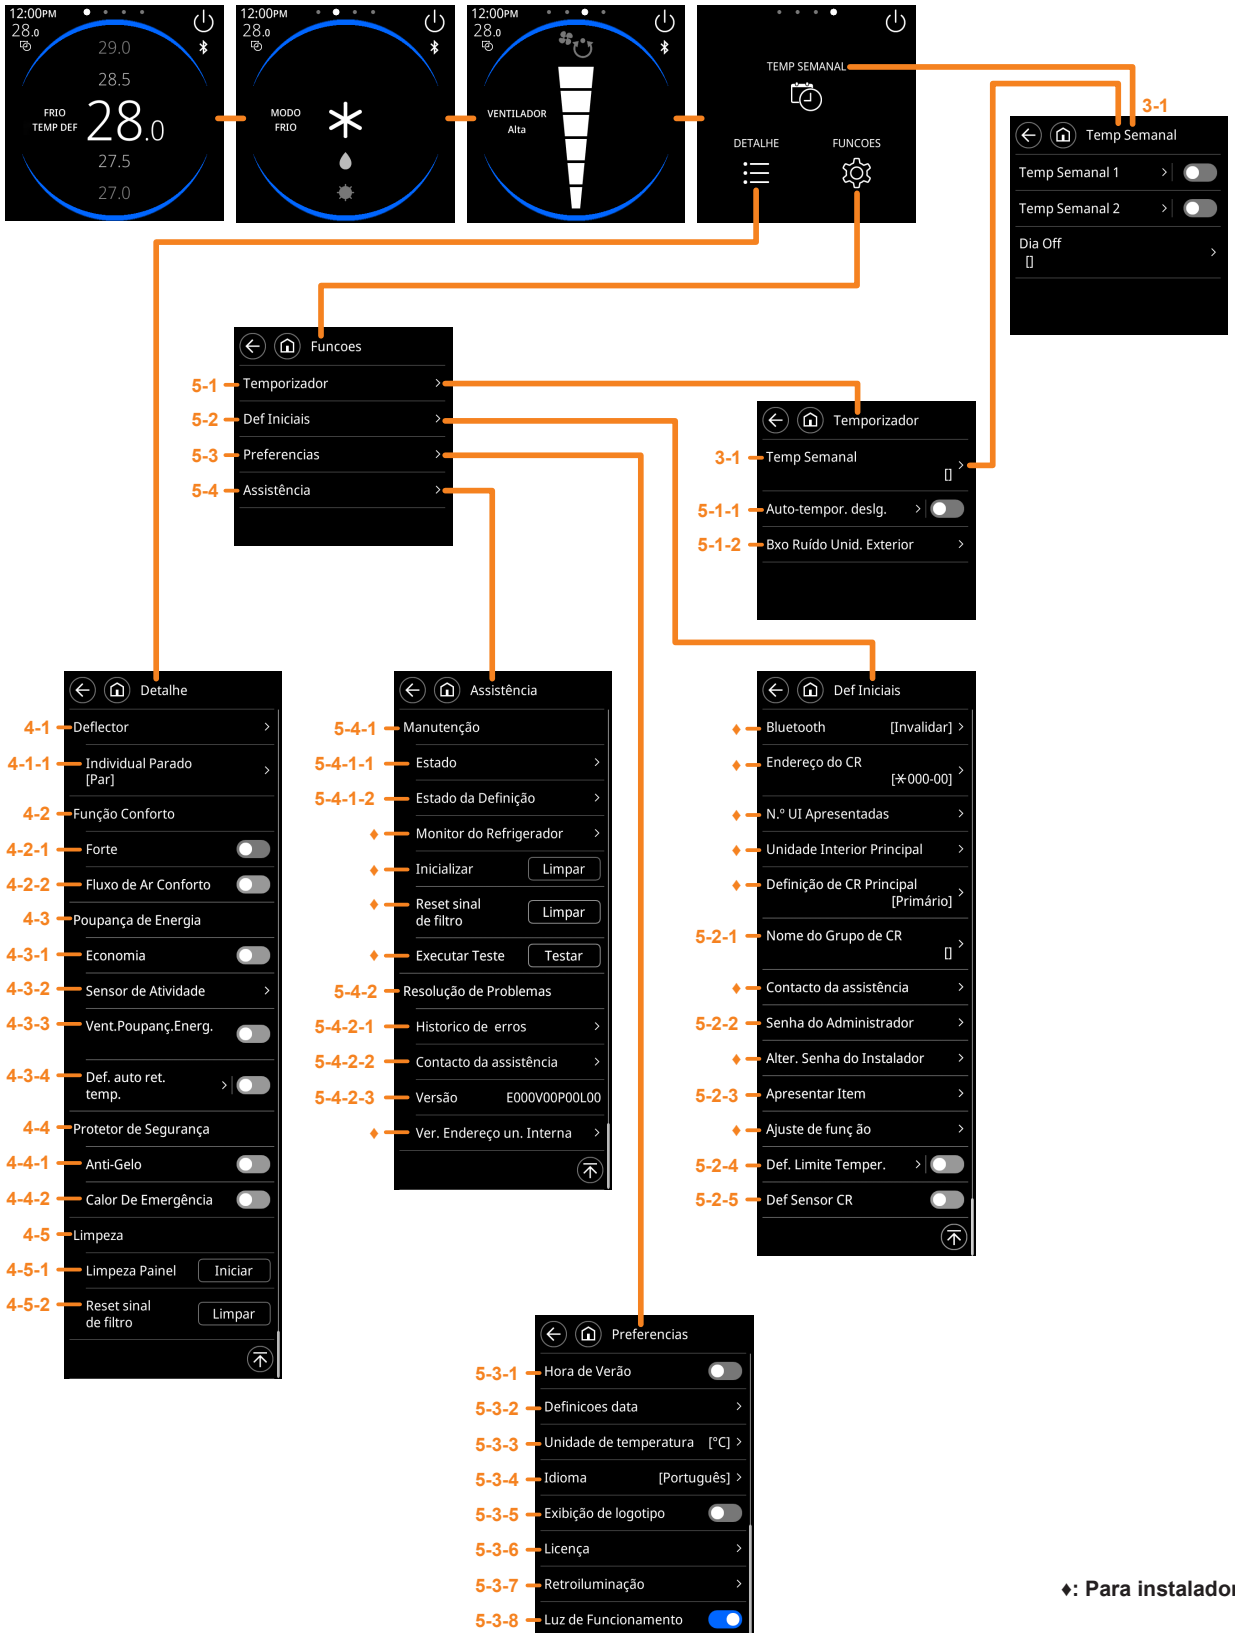 12:00PM
28.0
29.0
28.5
FRIO
TEMP DEF
28.0
27.5
27.0
12:00PM
28.0
MODO
FRIO
12:00PM
28.0
VENTILADOR
Alta
TEMP SEMANAL
DETALHE
FUNCOES
3-1
Temp Semanal
Temp Semanal 1
Temp Semanal 2
Dia Off
[]
Funcoes
5-1 Temporizador
5-2 Def Iniciais
5-3 Preferencias
5-4 Assistência
Temporizador
3-1 Temp Semanal
[]
5-1-1 Auto-tempor. deslg.
5-1-2 Bxo Ruído Unid. Exterior
Detalhe
4-1 Deflector
4-1-1 Individual Parado
[Par]
4-2 Função Conforto
4-2-1 Forte
4-2-2 Fluxo de Ar Conforto
4-3 Poupança de Energia
4-3-1 Economia
4-3-2 Sensor de Atividade
4-3-3 Vent.Poupanç.Energ.
4-3-4 Def. auto ret.
temp.
4-4 Protetor de Segurança
4-4-1 Anti-Gelo
4-4-2 Calor De Emergência
4-5 Limpeza
4-5-1 Limpeza Painel Iniciar
4-5-2 Reset sinal
de filtro Limpar
Assistência
5-4-1 Manutenção
5-4-1-1 Estado
5-4-1-2 Estado da Definição
♦ Monitor do Refrigerador
♦ Inicializar Limpar
♦ Reset sinal
de filtro Limpar
♦ Executar Teste Testar
5-4-2 Resolução de Problemas
5-4-2-1 Historico de erros
5-4-2-2 Contacto da assistência
5-4-2-3 Versão E000V00P00L00
♦ Ver. Endereço un. Interna
Def Iniciais
♦ Bluetooth [Invalidar]
♦ Endereço do CR
[⚹000-00]
♦ N.º UI Apresentadas
♦ Unidade Interior Principal
♦ Definição de CR Principal
[Primário]
5-2-1 Nome do Grupo de CR
[]
♦ Contacto da assistência
5-2-2 Senha do Administrador
♦ Alter. Senha do Instalador
5-2-3 Apresentar Item
♦ Ajuste de funç ão
5-2-4 Def. Limite Temper.
5-2-5 Def Sensor CR
Preferencias
5-3-1 Hora de Verão
5-3-2 Definicoes data
5-3-3 Unidade de temperatura [°C]
5-3-4 Idioma [Português]
5-3-5 Exibição de logotipo
5-3-6 Licença
5-3-7 Retroiluminação
5-3-8 Luz de Funcionamento
♦: Para instalador